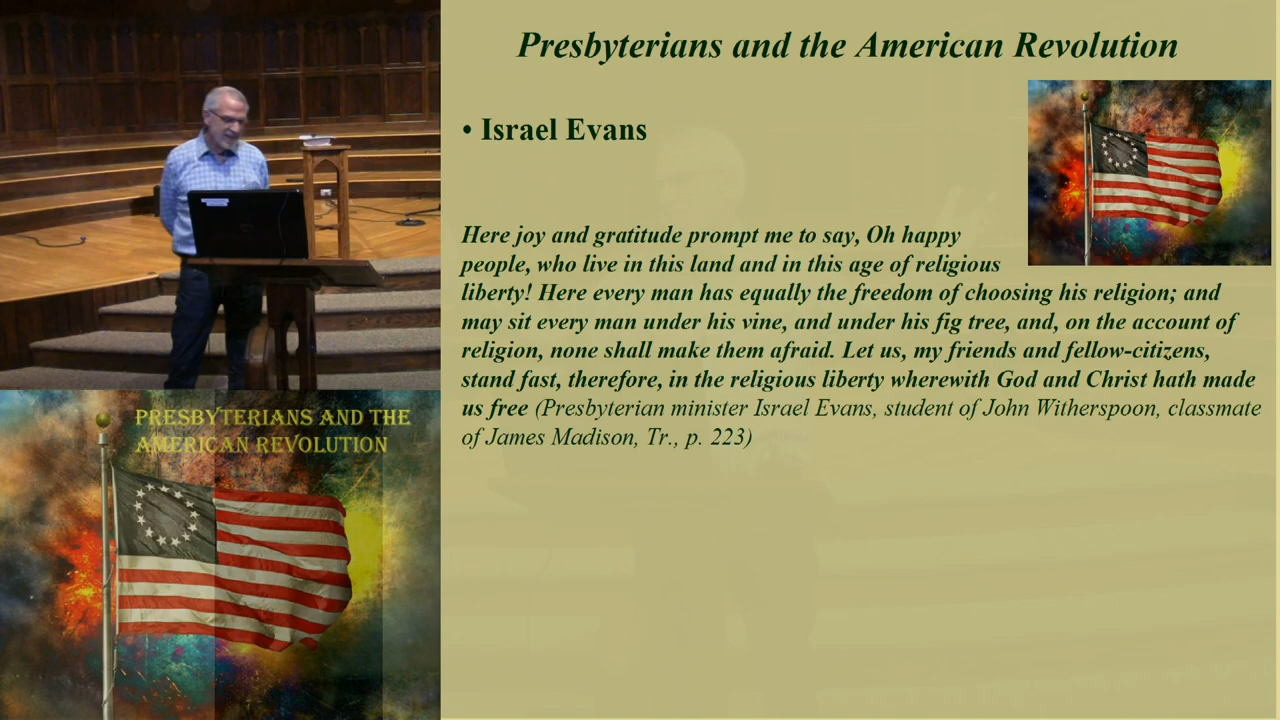 Presbyterians and the American Revolution
• Israel Evans
Here joy and gratitude prompt me to say, Oh happy
people, who live in this land and in this age of religious
liberty! Here every man has equally the freedom of choosing his religion; and
may sit every man under his vine, and under his fig tree, and, on the account of
religion, none shall make them afraid. Let us, my friends and fellow-citizens,
stand fast, therefore, in the religious liberty wherewith God and Christ hath made
us free (Presbyterian minister Israel Evans, student of John Witherspoon, classmate
of James Madison, Tr., p. 223)
PRESBYTERIANS AND THE
AMERICAN REVOLUTION